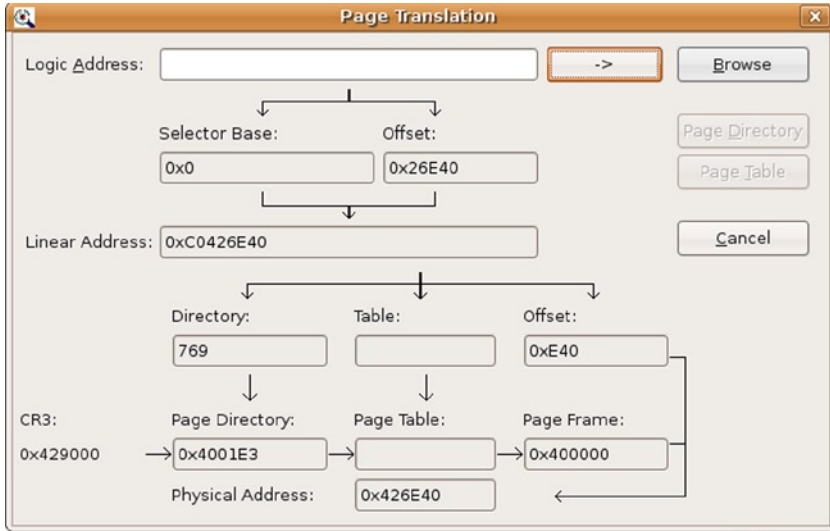 Page Translation
Logic Address:
->
Browse
Selector Base:
Offset:
Page Directory
0x0
0x26E40
Page Table
Linear Address:
0xC0426E40
Cancel
Directory:
Table:
Offset:
769
0xE40
CR3:
Page Directory:
Page Table:
Page Frame:
0x429000
0x4001E3
0x400000
Physical Address:
0x426E40